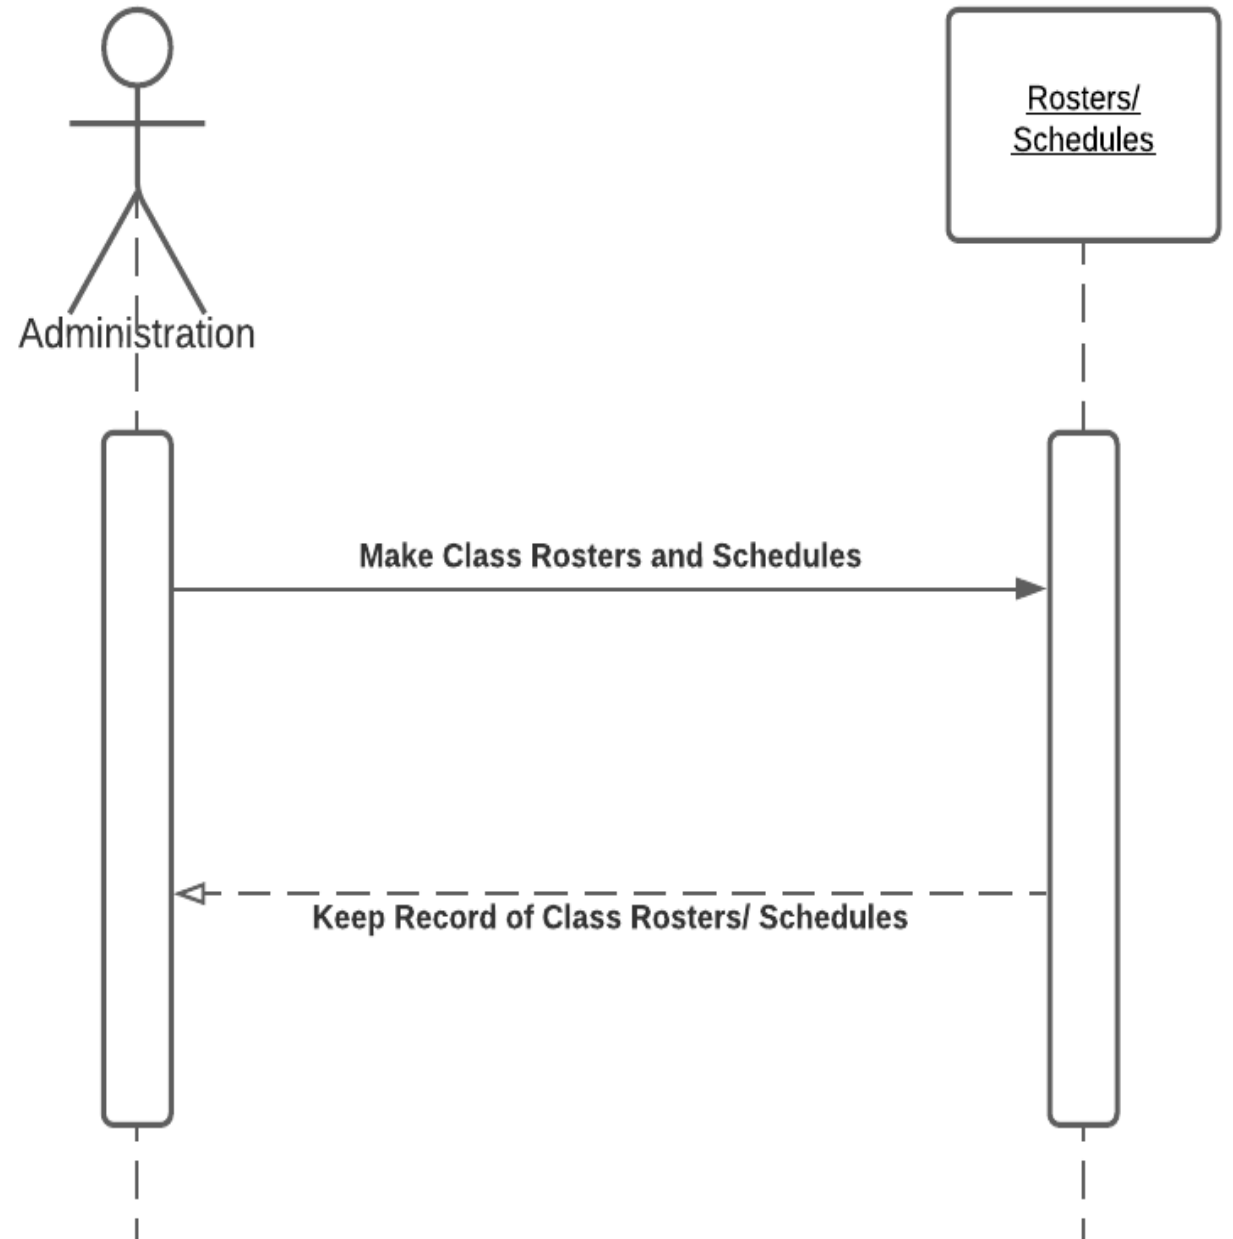 Rosters/
Schedules
Administration
Make Class Rosters and Schedules
Keep Record of Class Rosters/ Schedules